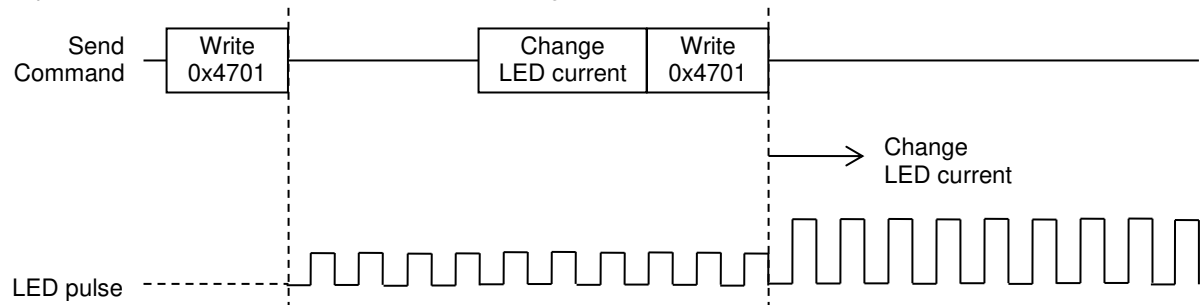 Send
Command
Write
0x4701
Change
LED current
Write
0x4701
Change
LED current
LED pulse